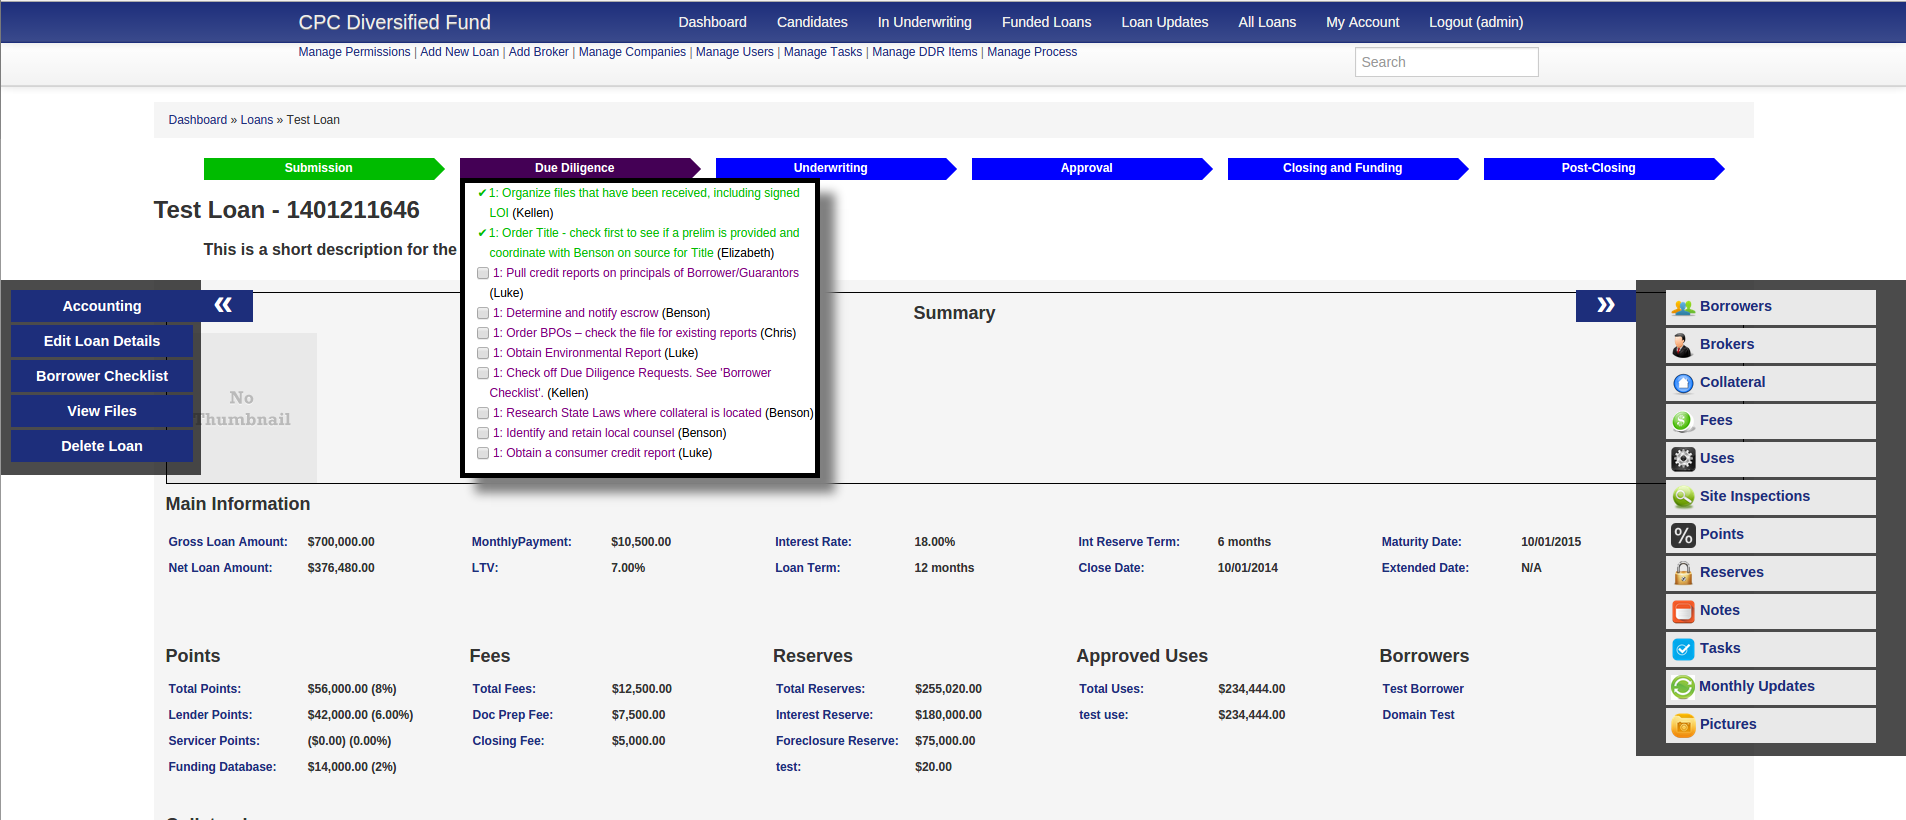 CPC Diversified Fund
Dashboard Candidates In Underwriting Funded Loans Loan Updates All Loans My Account Logout (admin)
Manage Permissions | Add New Loan | Add Broker | Manage Companies | Manage Users | Manage Tasks | Manage DDR Items | Manage Process
Search
Dashboard » Loans » Test Loan
Submission Due Diligence Underwriting Approval Closing and Funding Post-Closing
Test Loan - 1401211646
This is a short description for the
✔ 1: Organize files that have been received, including signed
LOI (Kellen)
✔ 1: Order Title - check first to see if a prelim is provided and
coordinate with Benson on source for Title (Elizabeth)
1: Pull credit reports on principals of Borrower/Guarantors
(Luke)
1: Determine and notify escrow (Benson)
1: Order BPOs – check the file for existing reports (Chris)
1: Obtain Environmental Report (Luke)
1: Check off Due Diligence Requests. See 'Borrower
Checklist'. (Kellen)
1: Research State Laws where collateral is located (Benson)
1: Identify and retain local counsel (Benson)
1: Obtain a consumer credit report (Luke)
«
Accounting
Edit Loan Details
Borrower Checklist
View Files
Delete Loan
No
Thumbnail
Summary
»
Borrowers
Brokers
Collateral
Fees
Uses
Site Inspections
Points
Reserves
Notes
Tasks
Monthly Updates
Pictures
Main Information
Gross Loan Amount: $700,000.00 MonthlyPayment: $10,500.00 Interest Rate: 18.00% Int Reserve Term: 6 months Maturity Date: 10/01/2015
Net Loan Amount: $376,480.00 LTV: 7.00% Loan Term: 12 months Close Date: 10/01/2014 Extended Date: N/A
Points
Total Points: $56,000.00 (8%)
Lender Points: $42,000.00 (6.00%)
Servicer Points: ($0.00) (0.00%)
Funding Database: $14,000.00 (2%)
Fees
Total Fees: $12,500.00
Doc Prep Fee: $7,500.00
Closing Fee: $5,000.00
Reserves
Total Reserves: $255,020.00
Interest Reserve: $180,000.00
Foreclosure Reserve: $75,000.00
test: $20.00
Approved Uses
Total Uses: $234,444.00
test use: $234,444.00
Borrowers
Test Borrower
Domain Test